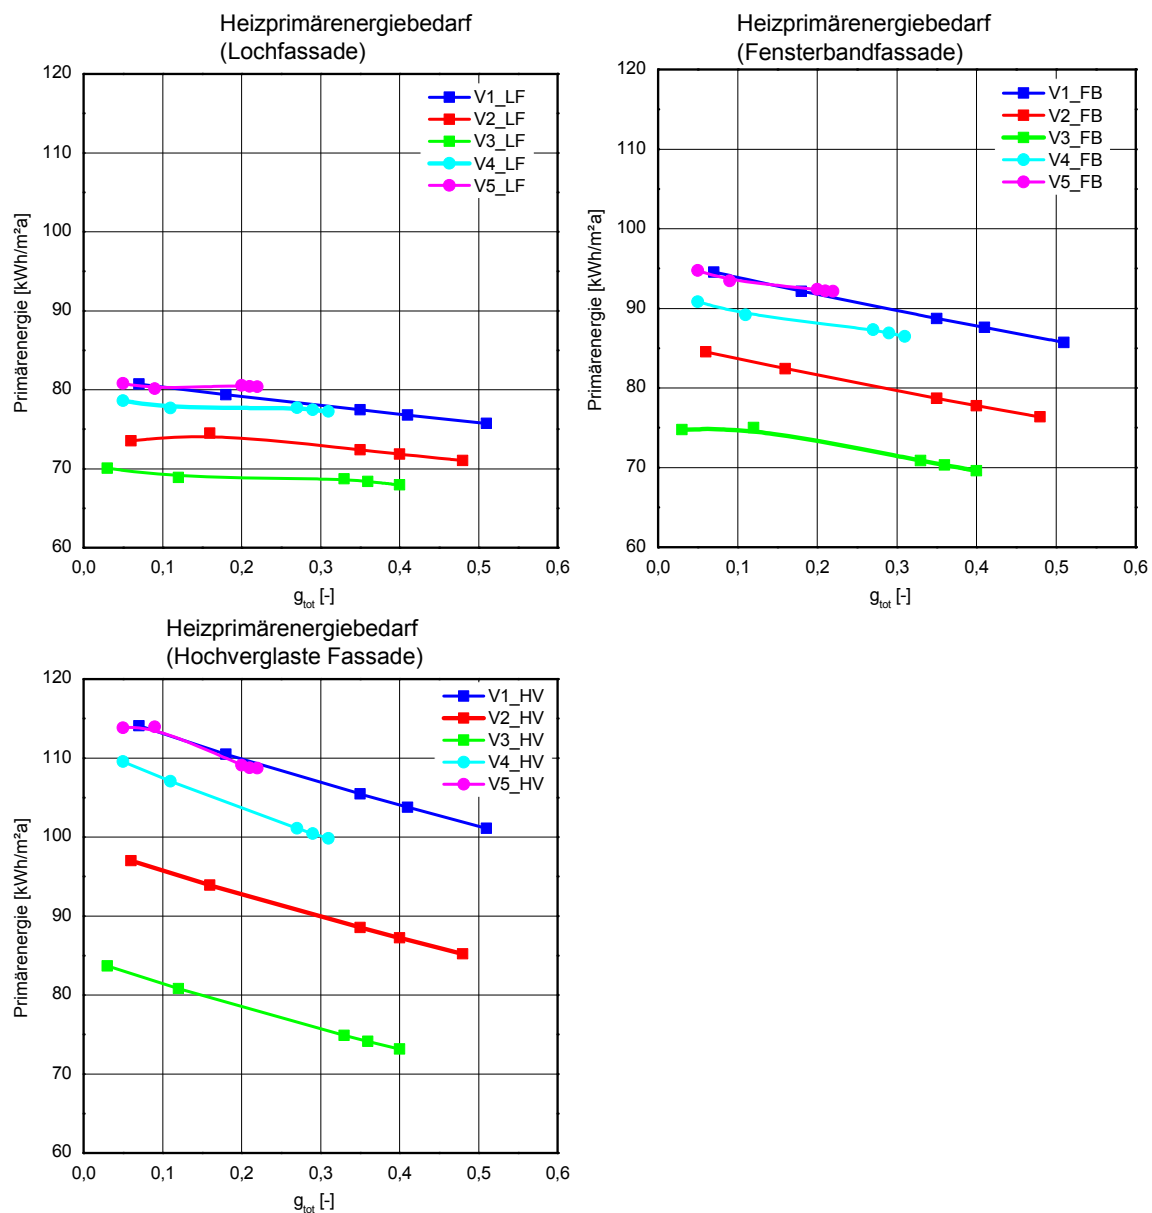 Heizprimärenergiebedarf
(Lochfassade)
120
110
100
90
80
70
60
0,0
0,1
0,2
0,3
0,4
0,5
0,6
Primärenergie [kWh/m²a]
g_tot [-]
V1_LF
V2_LF
V3_LF
V4_LF
V5_LF
Heizprimärenergiebedarf
(Fensterbandfassade)
120
110
100
90
80
70
60
0,0
0,1
0,2
0,3
0,4
0,5
0,6
Primärenergie [kWh/m²a]
g_tot [-]
V1_FB
V2_FB
V3_FB
V4_FB
V5_FB
Heizprimärenergiebedarf
(Hochverglaste Fassade)
120
110
100
90
80
70
60
0,0
0,1
0,2
0,3
0,4
0,5
0,6
Primärenergie [kWh/m²a]
g_tot [-]
V1_HV
V2_HV
V3_HV
V4_HV
V5_HV